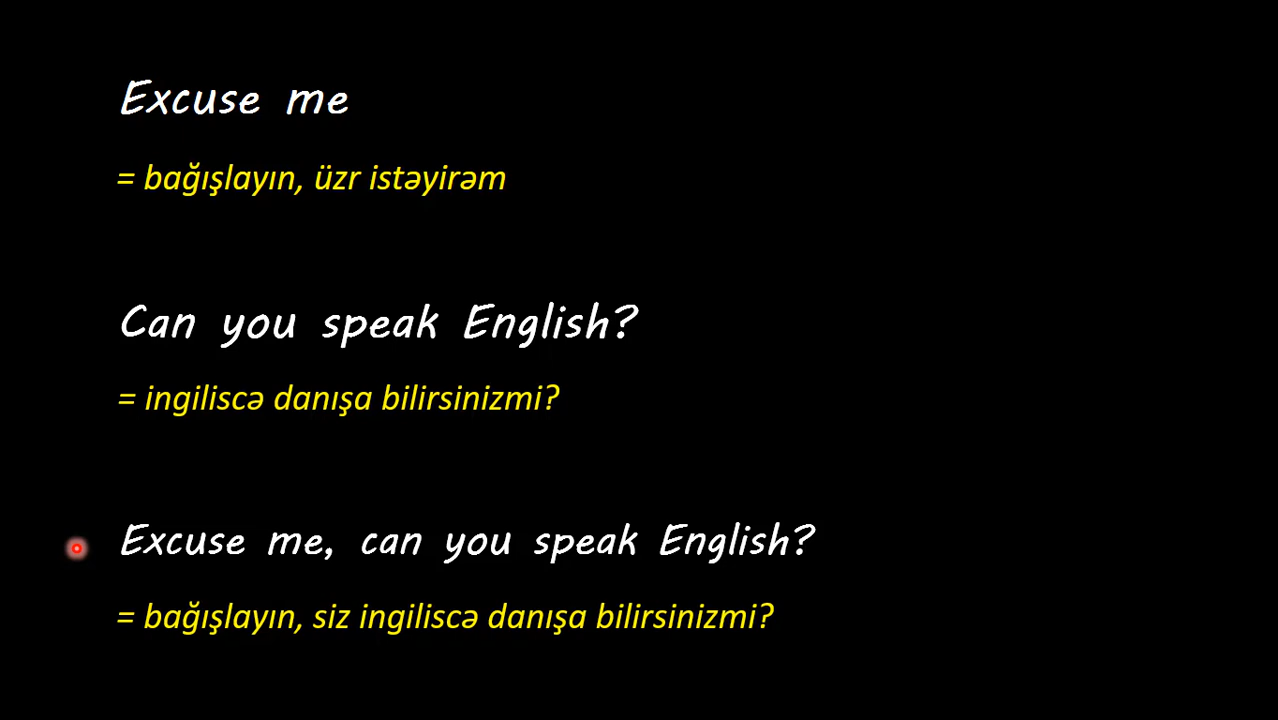 Excuse me
= bağışlayın, üzr istəyirəm
Can you speak English?
= ingiliscə danışa bilirsinizmi?
Excuse me, can you speak English?
= bağışlayın, siz ingiliscə danışa bilirsinizmi?